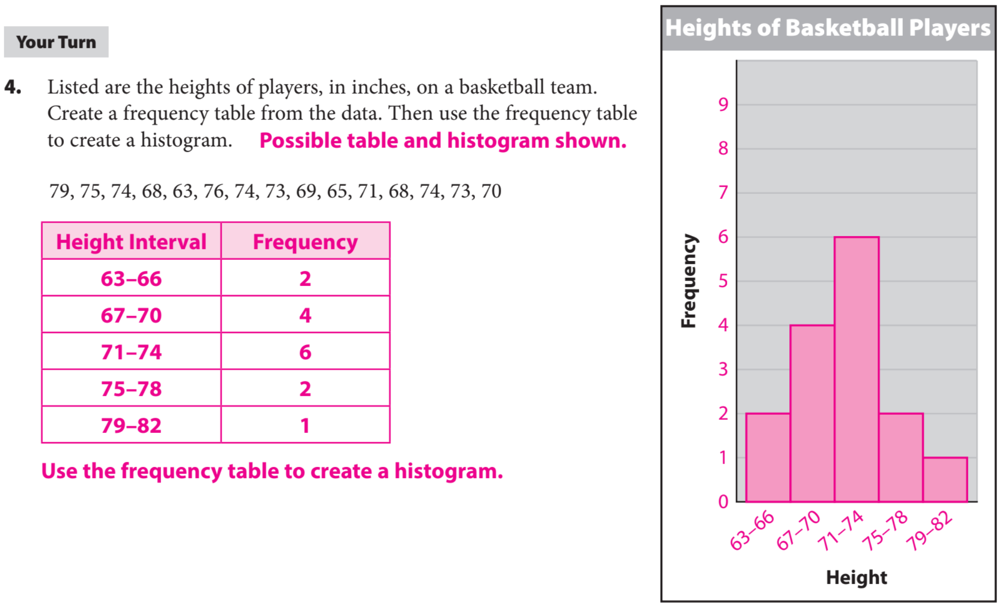 Your Turn
4. Listed are the heights of players, in inches, on a basketball team.
Create a frequency table from the data. Then use the frequency table
to create a histogram. Possible table and histogram shown.
79, 75, 74, 68, 63, 76, 74, 73, 69, 65, 71, 68, 74, 73, 70
Height Interval Frequency
63–66 2
67–70 4
71–74 6
75–78 2
79–82 1
Use the frequency table to create a histogram.
Heights of Basketball Players
Frequency
9
8
7
6
5
4
3
2
1
0
63–66 67–70 71–74 75–78 79–82
Height